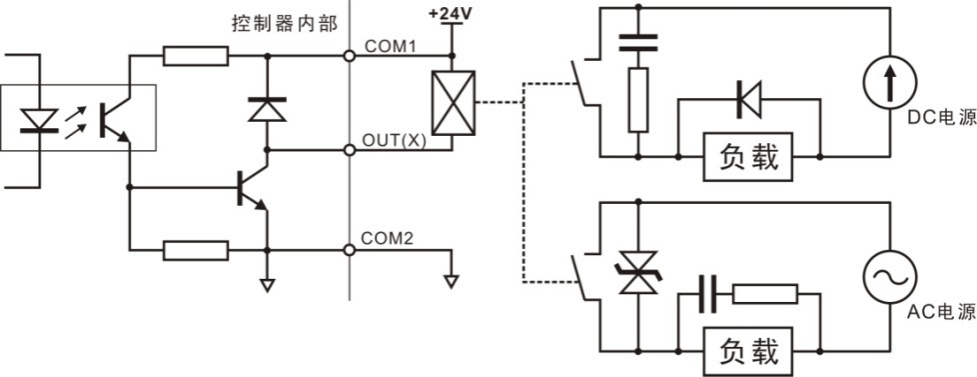 控制器内部
+24V
COM1
OUT(X)
COM2
DC电源
负载
AC电源
负载